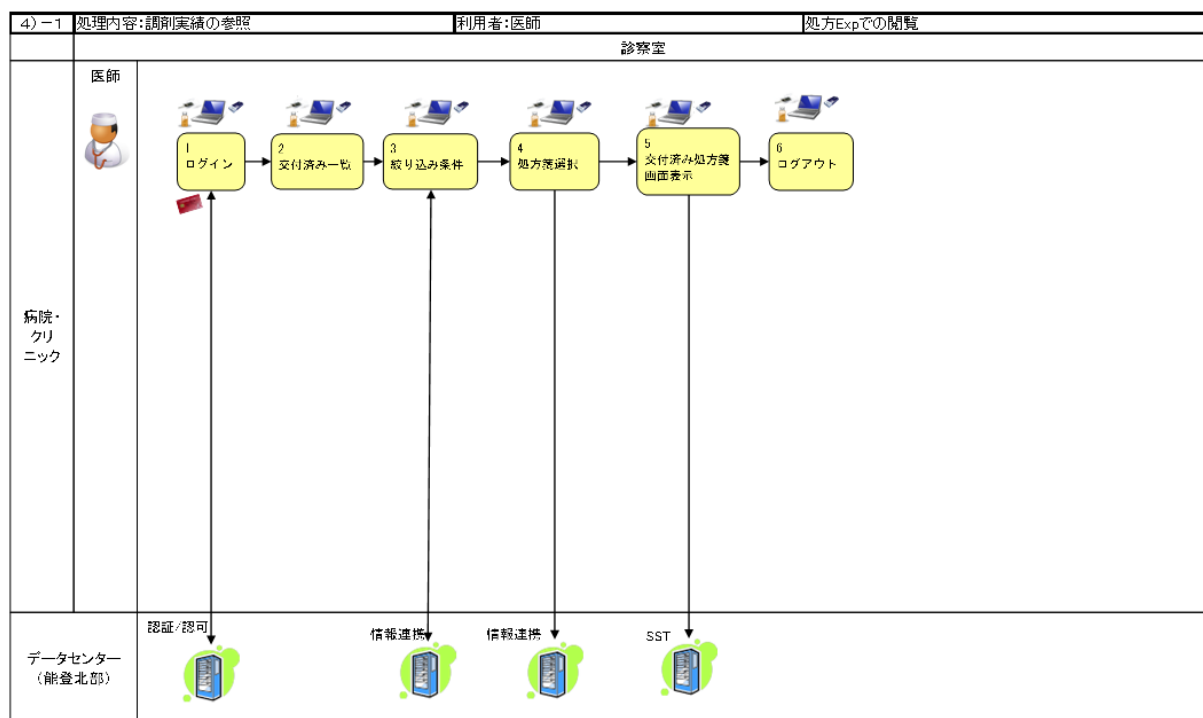 4)-1 処理内容:調剤実績の参照 利用者:医師 処方Expでの閲覧
診察室
医師
1
ログイン
2
交付済み一覧
3
絞り込み条件
4
処方箋選択
5
交付済み処方箋
画面表示
6
ログアウト
病院・
クリ
ニック
認証/認可
情報連携
情報連携
SST
データセンター
(能登北部)